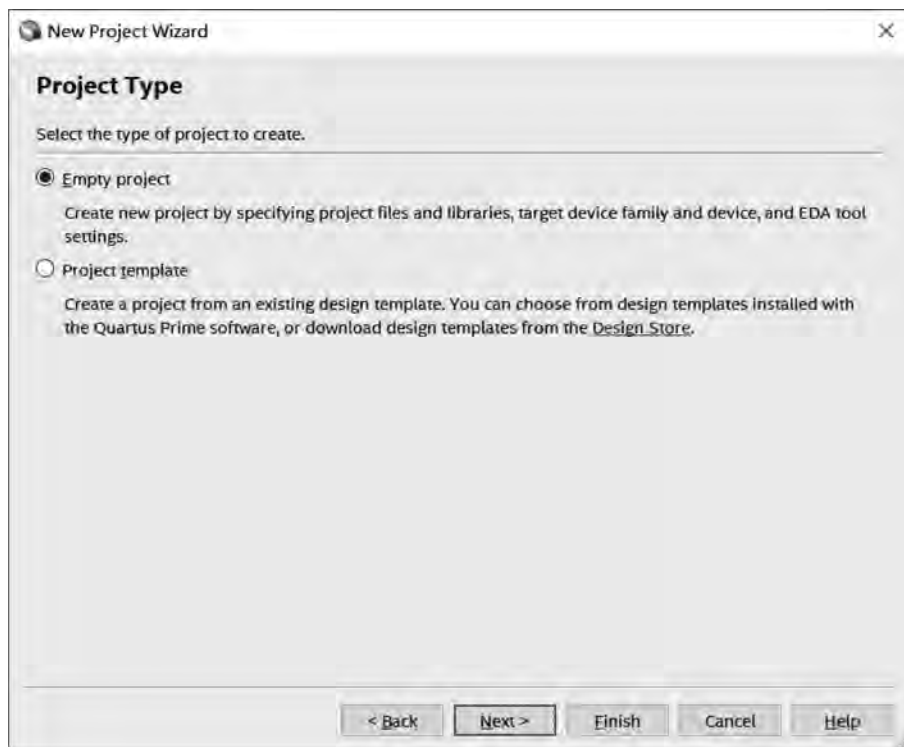 New Project Wizard
Project Type
Select the type of project to create.
Empty project
Create new project by specifying project files and libraries, target device family and device, and EDA tool
settings.
Project template
Create a project from an existing design template. You can choose from design templates installed with
the Quartus Prime software, or download design templates from the Design Store.
< Back Next > Finish Cancel Help